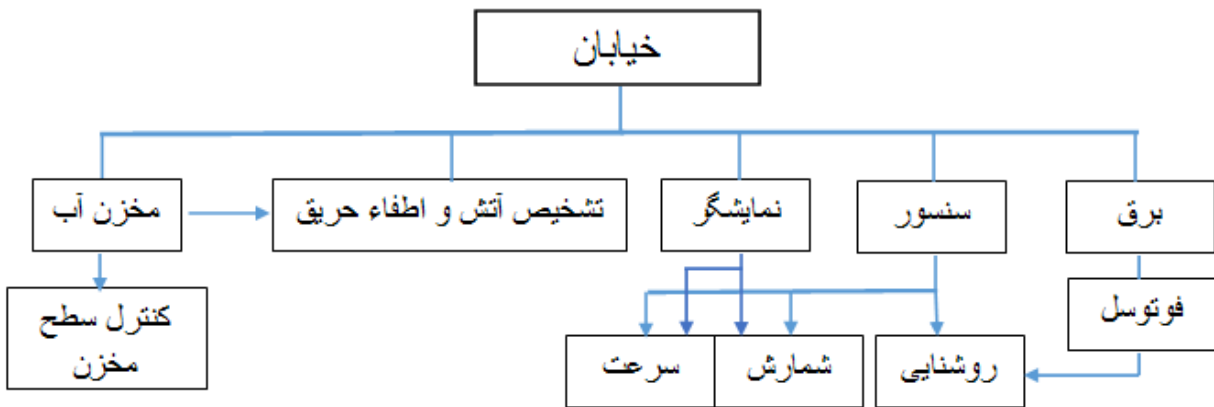 خیابان
برق
سنسور
نمایشگر
تشخیص آتش و اطفاء حریق
مخزن آب
فوتوسل
کنترل سطح
مخزن
روشنایی
شمارش
سرعت